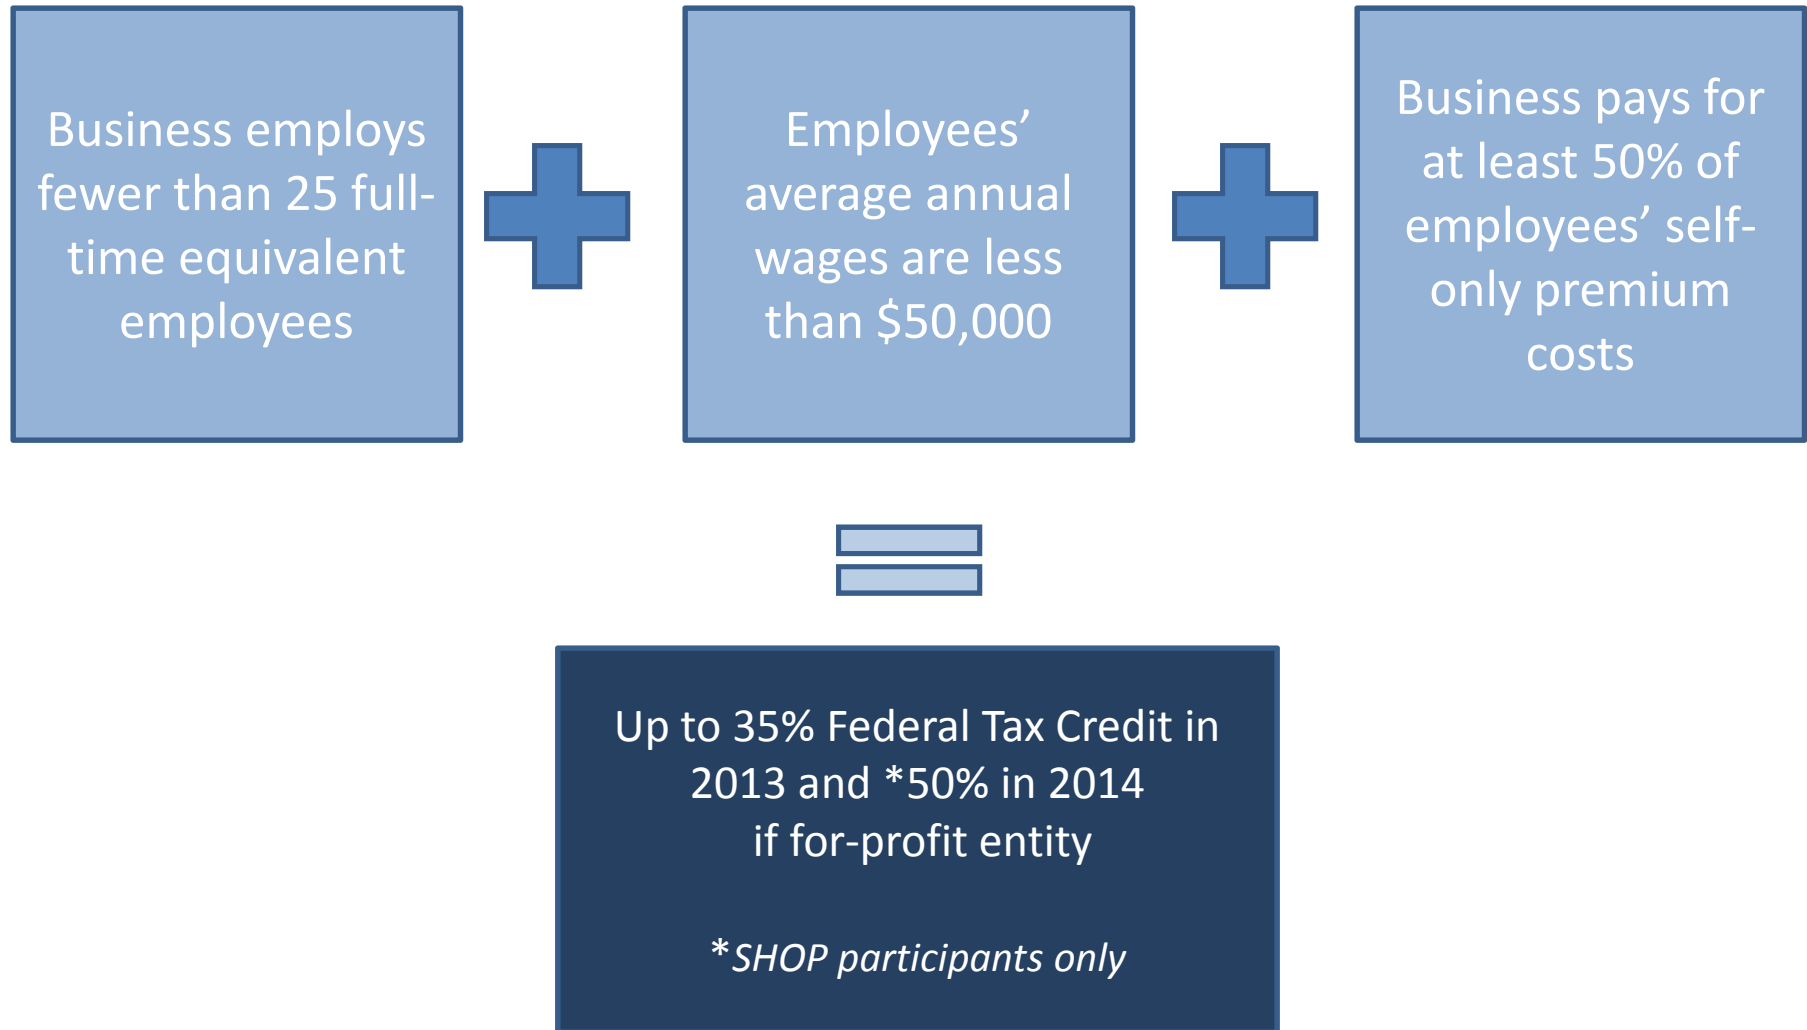 Business employs
fewer than 25 full-
time equivalent
employees
Employees’
average annual
wages are less
than $50,000
Business pays for
at least 50% of
employees’ self-
only premium
costs
Up to 35% Federal Tax Credit in
2013 and *50% in 2014
if for-profit entity
*SHOP participants only